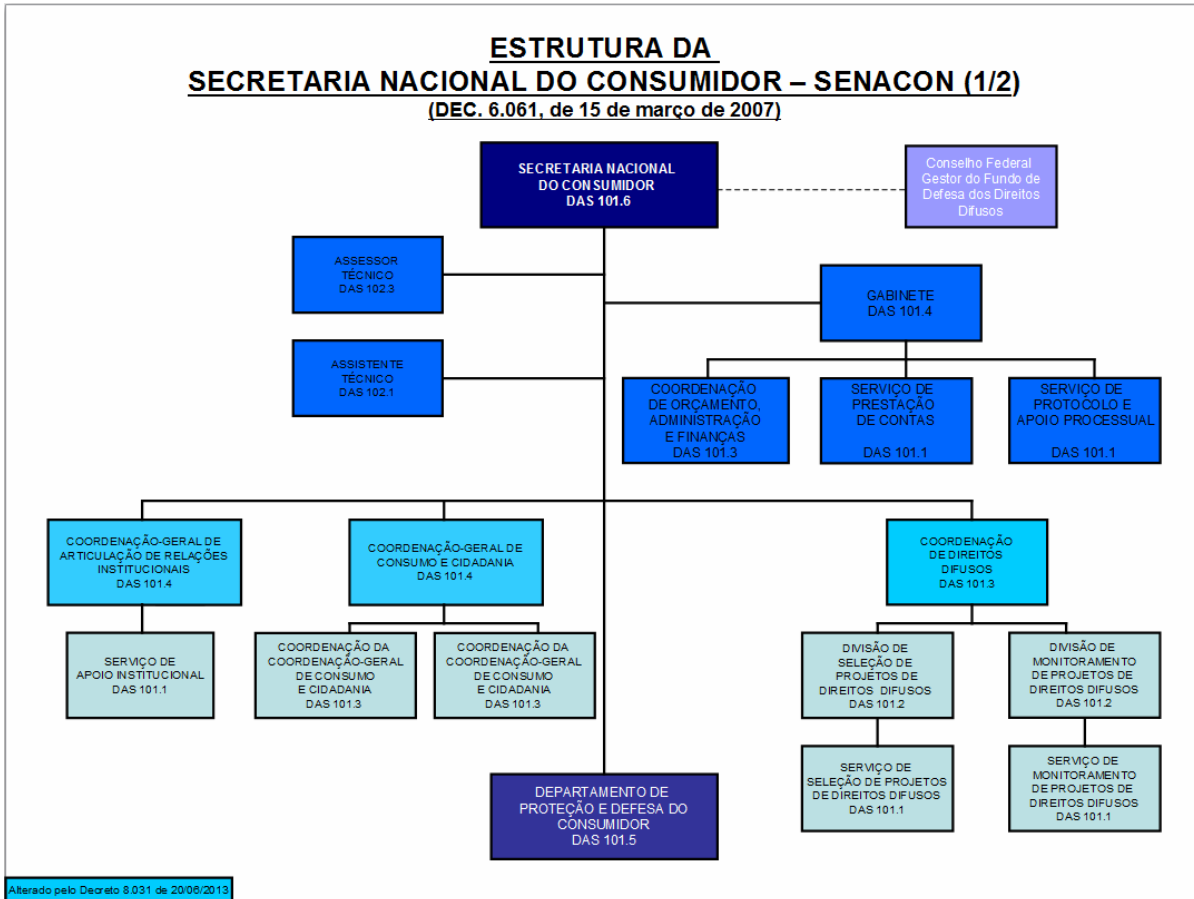 ESTRUTURA DA
SECRETARIA NACIONAL DO CONSUMIDOR – SENACON (1/2)
(DEC. 6.061, de 15 de março de 2007)
SECRETARIA NACIONAL
DO CONSUMIDOR
DAS 101.6
Conselho Federal
Gestor do Fundo de
Defesa dos Direitos
Difusos
ASSESSOR
TÉCNICO
DAS 102.3
GABINETE
DAS 101.4
ASSISTENTE
TÉCNICO
DAS 102.1
COORDENAÇÃO
DE ORÇAMENTO,
ADMINISTRAÇÃO
E FINANÇAS
DAS 101.3
SERVIÇO DE
PRESTAÇÃO
DE CONTAS
DAS 101.1
SERVIÇO DE
PROTOCOLO E
APOIO PROCESSUAL
DAS 101.1
COORDENAÇÃO-GERAL DE
ARTICULAÇÃO DE RELAÇÕES
INSTITUCIONAIS
DAS 101.4
COORDENAÇÃO-GERAL DE
CONSUMO E CIDADANIA
DAS 101.4
COORDENAÇÃO
DE DIREITOS
DIFUSOS
DAS 101.3
SERVIÇO DE
APOIO INSTITUCIONAL
DAS 101.1
COORDENAÇÃO DA
COORDENAÇÃO-GERAL
DE CONSUMO
E CIDADANIA
DAS 101.3
COORDENAÇÃO DA
COORDENAÇÃO-GERAL
DE CONSUMO
E CIDADANIA
DAS 101.3
DIVISÃO DE
SELEÇÃO DE
PROJETOS DE
DIREITOS DIFUSOS
DAS 101.2
DIVISÃO DE
MONITORAMENTO
DE PROJETOS DE
DIREITOS DIFUSOS
DAS 101.2
SERVIÇO DE
SELEÇÃO DE PROJETOS
DE DIREITOS DIFUSOS
DAS 101.1
SERVIÇO DE
MONITORAMENTO
DE PROJETOS DE
DIREITOS DIFUSOS
DAS 101.1
DEPARTAMENTO DE
PROTEÇÃO E DEFESA DO
CONSUMIDOR
DAS 101.5
Alterado pelo Decreto 8.031 de 20/06/2013